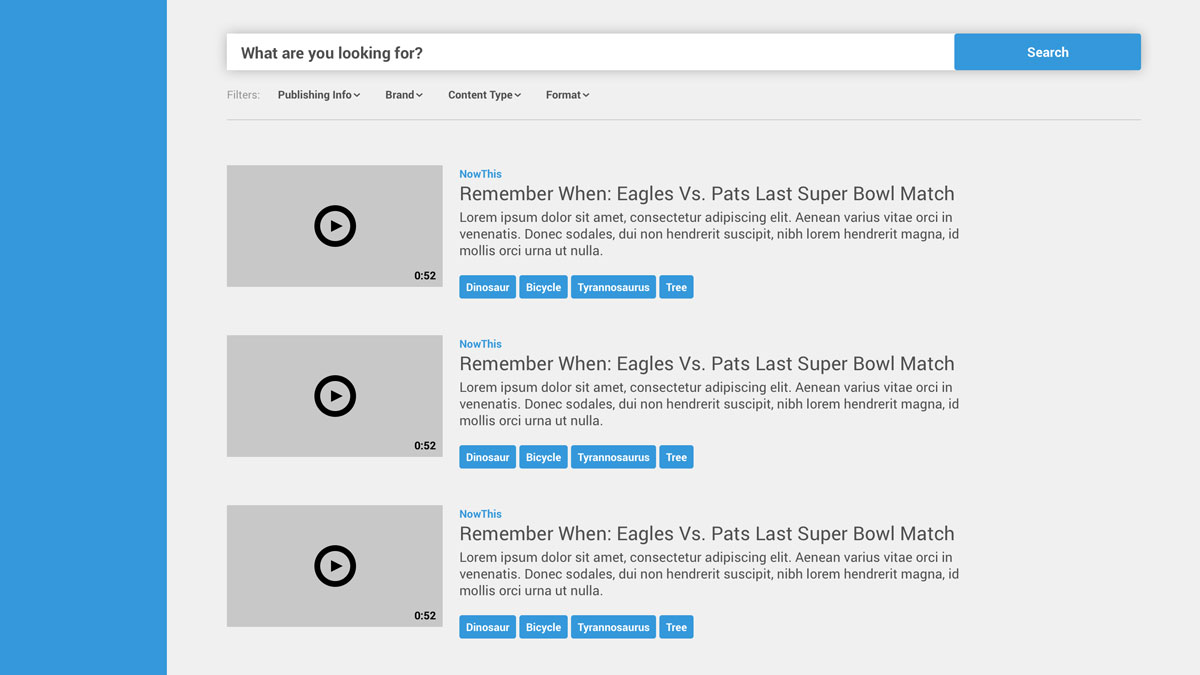 What are you looking for?
Search
Filters: Publishing Info Brand Content Type Format
NowThis
Remember When: Eagles Vs. Pats Last Super Bowl Match
Lorem ipsum dolor sit amet, consectetur adipiscing elit. Aenean varius vitae orci in
venenatis. Donec sodales, dui non hendrerit suscipit, nibh lorem hendrerit magna, id
mollis orci urna ut nulla.
0:52
Dinosaur Bicycle Tyrannosaurus Tree
NowThis
Remember When: Eagles Vs. Pats Last Super Bowl Match
Lorem ipsum dolor sit amet, consectetur adipiscing elit. Aenean varius vitae orci in
venenatis. Donec sodales, dui non hendrerit suscipit, nibh lorem hendrerit magna, id
mollis orci urna ut nulla.
0:52
Dinosaur Bicycle Tyrannosaurus Tree
NowThis
Remember When: Eagles Vs. Pats Last Super Bowl Match
Lorem ipsum dolor sit amet, consectetur adipiscing elit. Aenean varius vitae orci in
venenatis. Donec sodales, dui non hendrerit suscipit, nibh lorem hendrerit magna, id
mollis orci urna ut nulla.
0:52
Dinosaur Bicycle Tyrannosaurus Tree